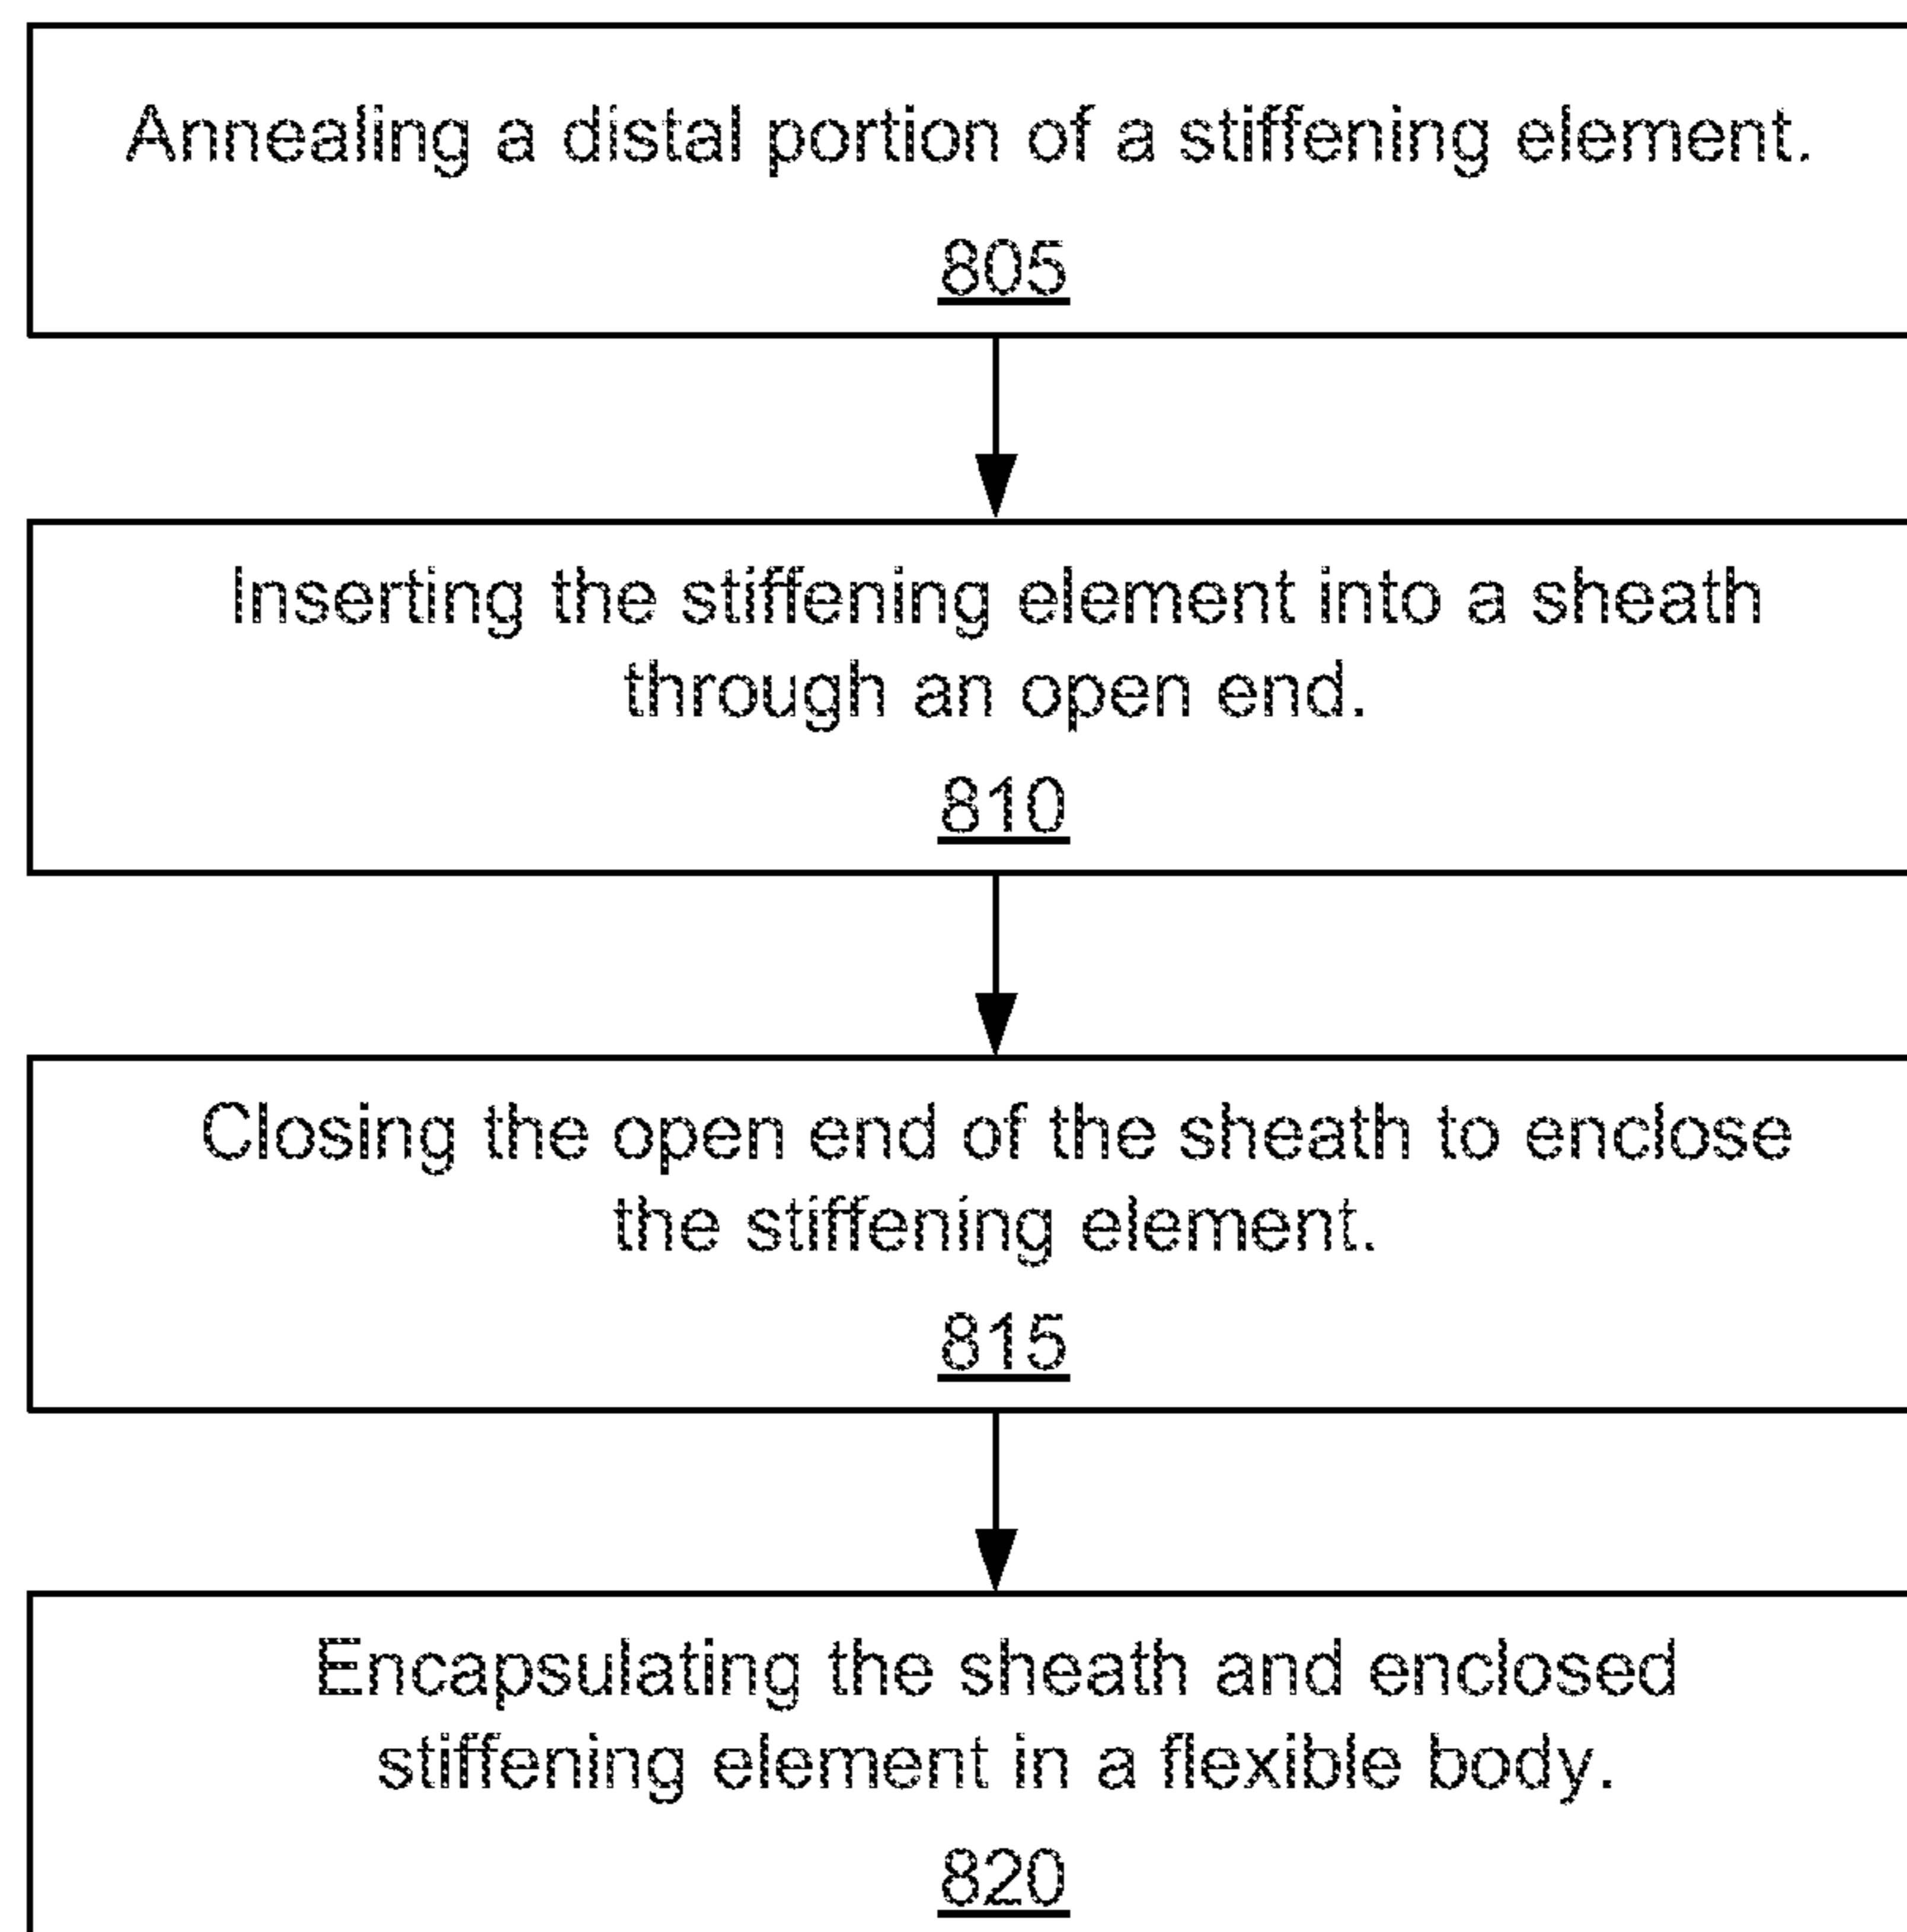 Annealing a distal portion of a stiffening element.
805
Inserting the stiffening element into a sheath
through an open end.
810
Closing the open end of the sheath to enclose
the stiffening element.
815
Encapsulating the sheath and enclosed
stiffening element in a flexible body.
820